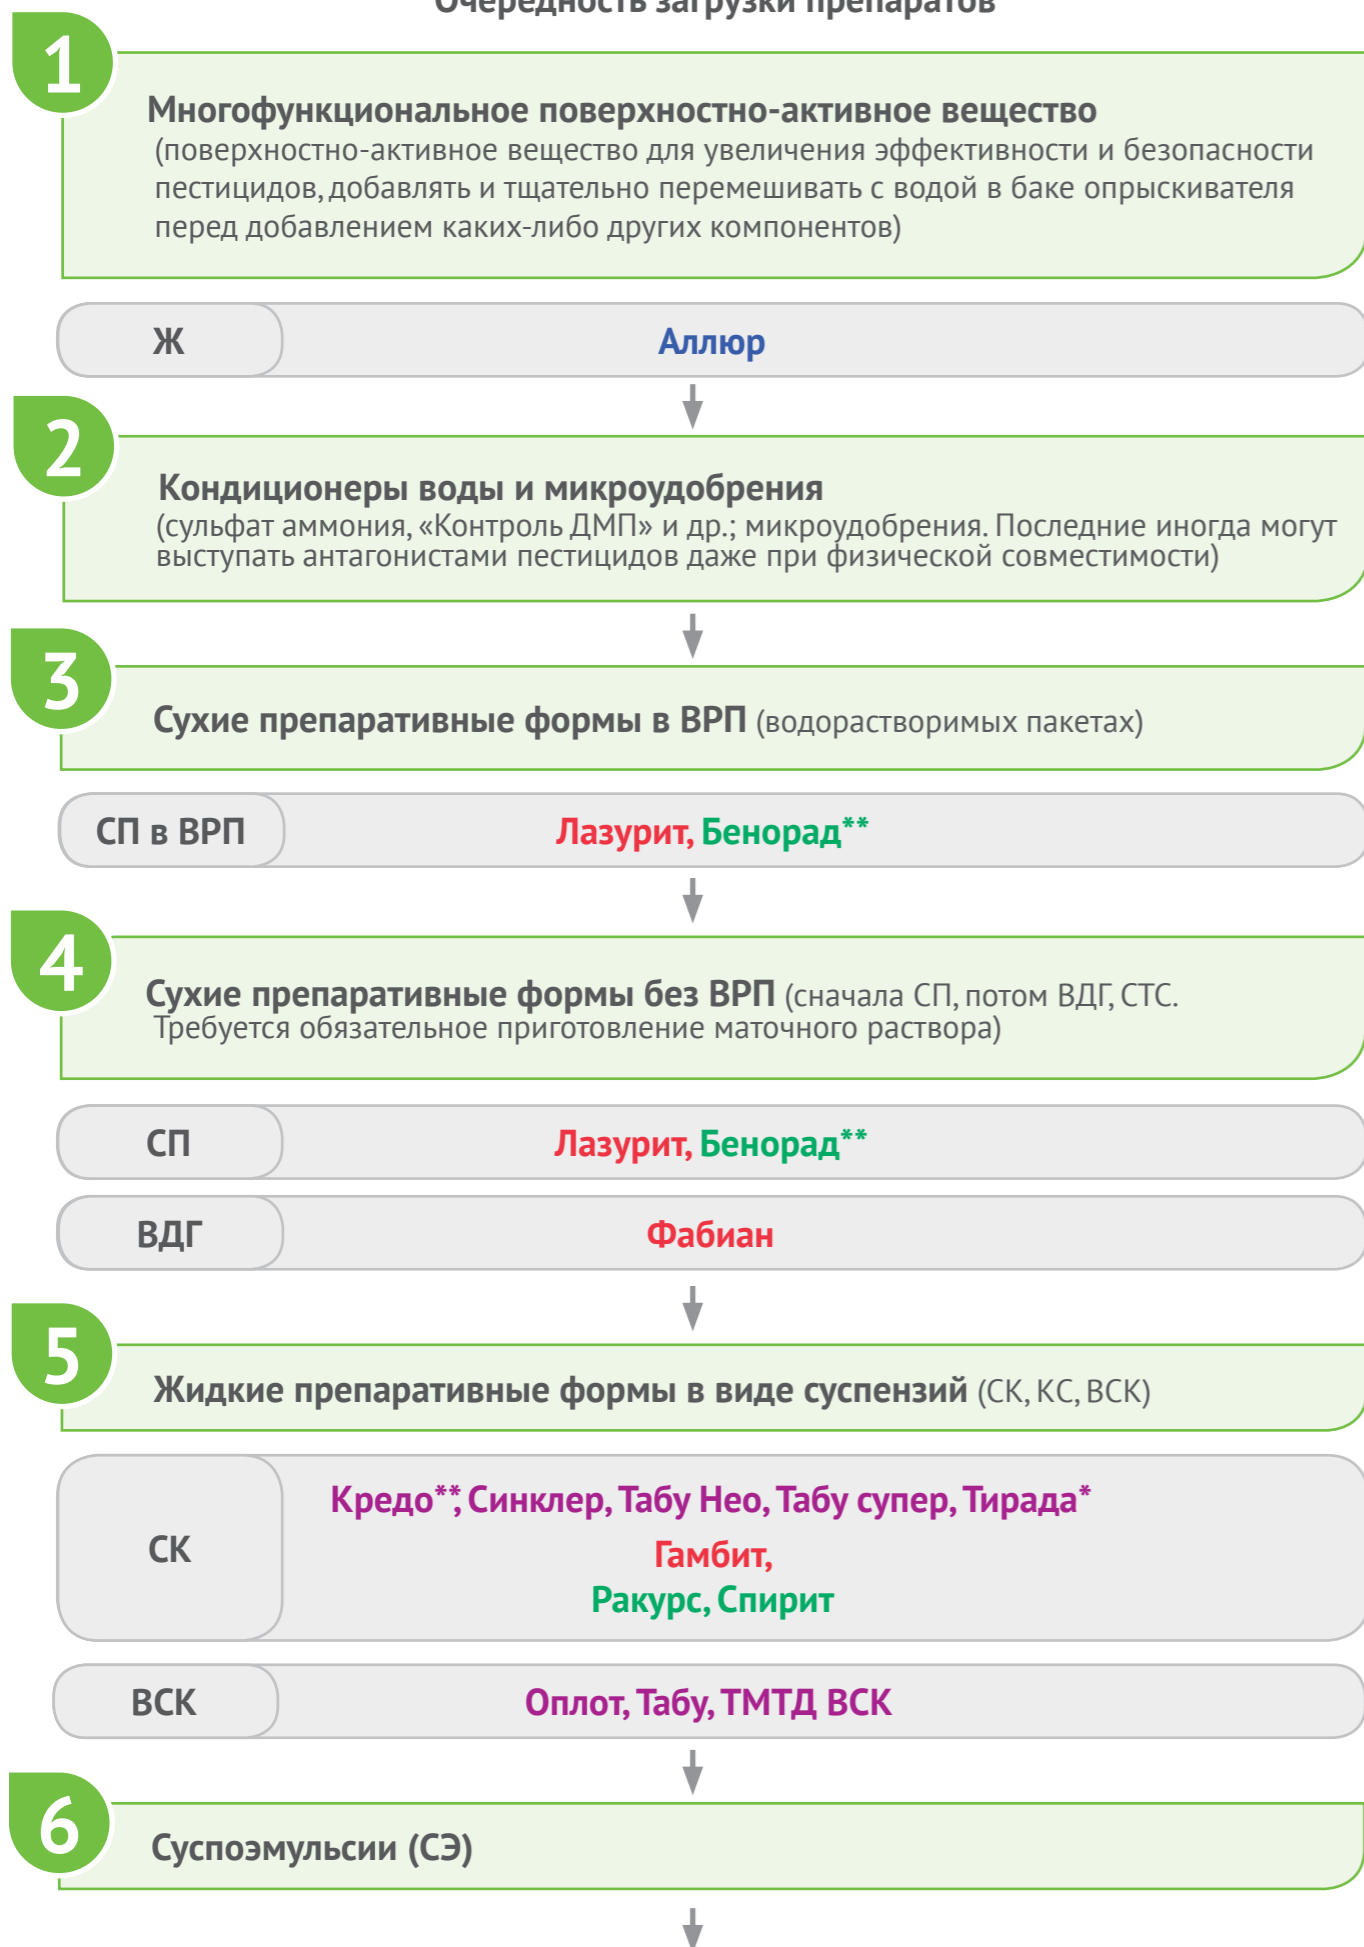 Очередность загрузки препаратов
1
Многофункциональное поверхностно-активное вещество
(поверхностно-активное вещество для увеличения эффективности и безопасности
пестицидов, добавлять и тщательно перемешивать с водой в баке опрыскивателя
перед добавлением каких-либо других компонентов)
Ж
Аллюр
2
Кондиционеры воды и микроудобрения
(сульфат аммония, «Контроль ДМП» и др.; микроудобрения. Последние иногда могут
выступать антагонистами пестицидов даже при физической совместимости)
3
Сухие препаративные формы в ВРП (водорастворимых пакетах)
СП в ВРП
Лазурит, Бенорад**
4
Сухие препаративные формы без ВРП (сначала СП, потом ВДГ, СТС.
Требуется обязательное приготовление маточного раствора)
СП
Лазурит, Бенорад**
ВДГ
Фабиан
5
Жидкие препаративные формы в виде суспензий (СК, КС, ВСК)
СК
Кредо**, Синклер, Табу Нео, Табу супер, Тирада*
Гамбит,
Ракурс, Спирит
ВСК
Оплот, Табу, ТМТД ВСК
6
Суспоэмульсии (СЭ)